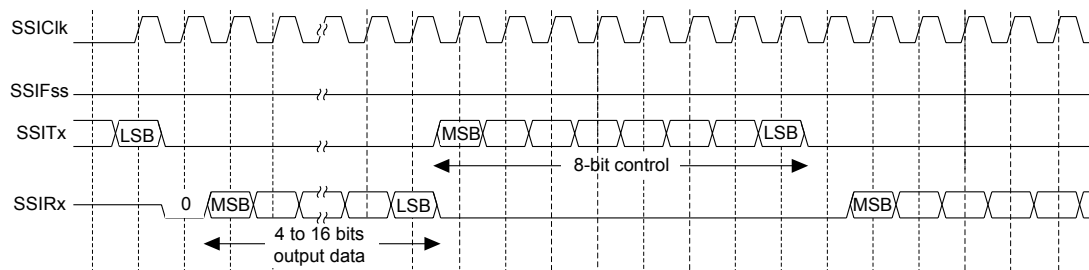 SSIClk
SSIFss
SSITx
LSB
MSB
LSB
8-bit control
SSIRx
0
MSB
LSB
MSB
4 to 16 bits
output data